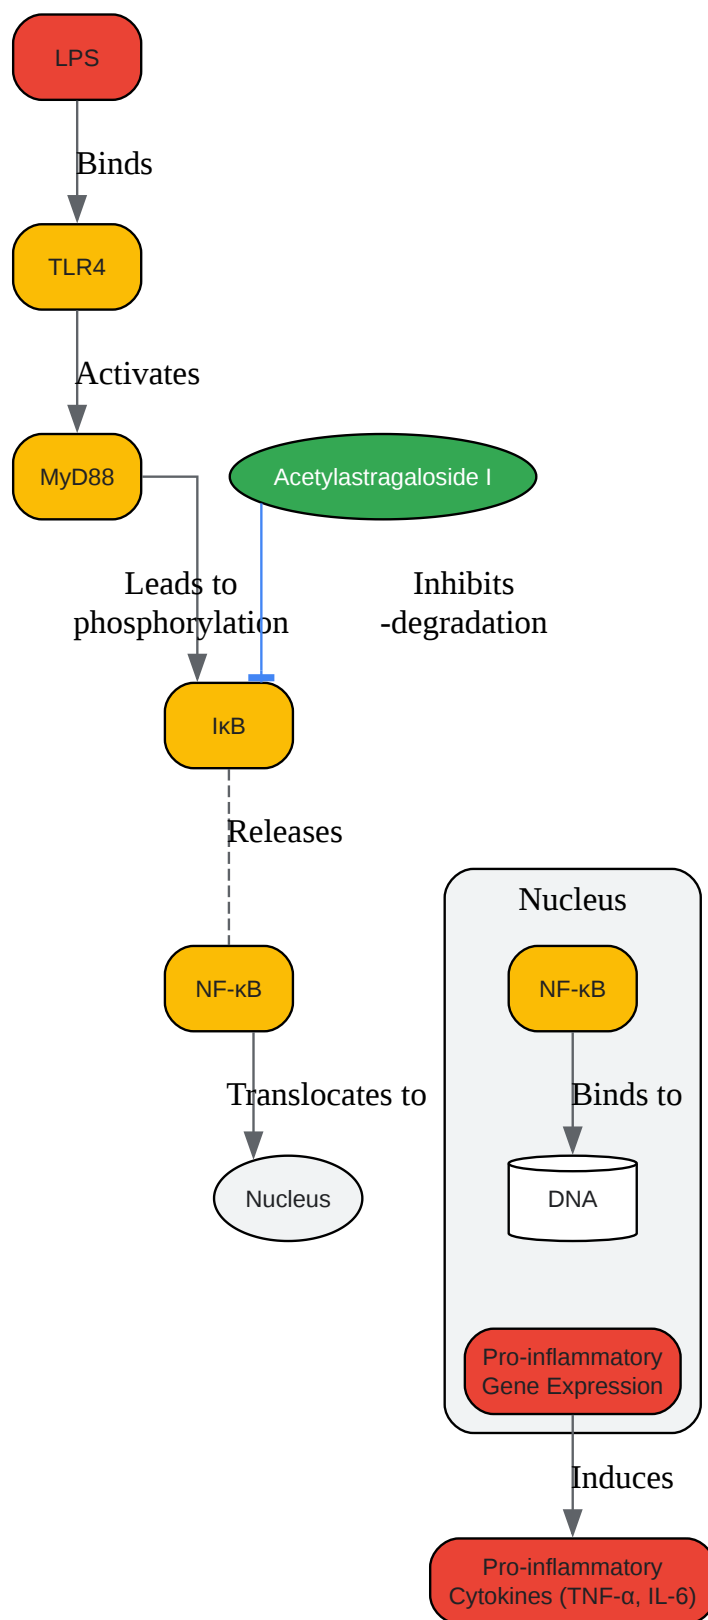 LPS
Binds
TLR4
Activates
MyD88
Acetylastragaloside I
Leads to
phosphorylation
Inhibits
-degradation
IκB
Releases
Nucleus
NF-κB
NF-κB
Translocates to
Binds to
Nucleus
DNA
Pro-inflammatory
Gene Expression
Induces
Pro-inflammatory
Cytokines (TNF-α, IL-6)